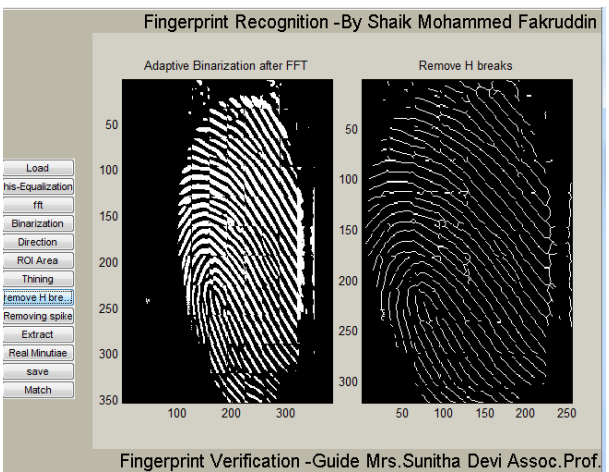 Fingerprint Recognition -By Shaik Mohammed Fakruddin
Adaptive Binarization after FFT
Remove H breaks
50
100
150
200
250
300
350
100
200
300
50
100
150
200
250
300
50
100
150
200
250
Load
his-Equalization
fft
Binarization
Direction
ROI Area
Thining
remove H bre...
Removing spike
Extract
Real Minutiae
save
Match
Fingerprint Verification -Guide Mrs.Sunitha Devi Assoc.Prof.